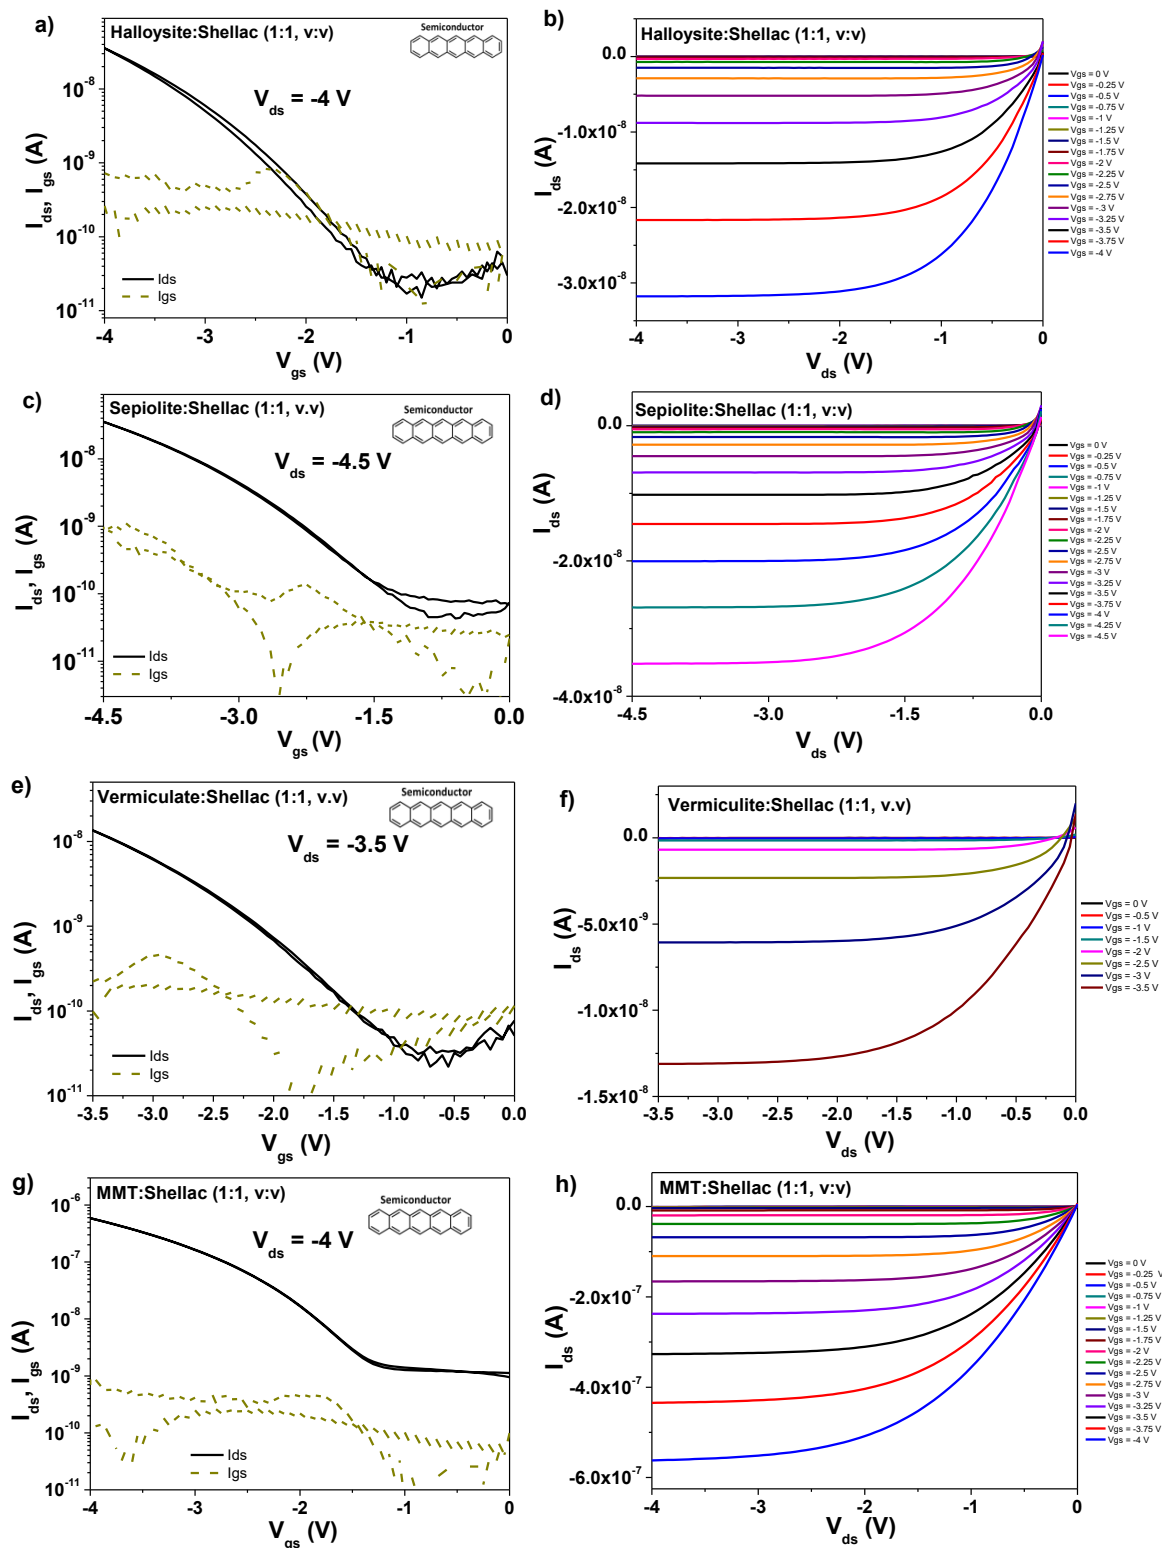 a)
Halloysite:Shellac (1:1, v:v)
Semiconductor
V_ds = -4 V
I_ds, I_gs (A)
10^-8
10^-9
10^-10
10^-11
Ids
Igs
-4
-3
-2
-1
0
V_gs (V)
b)
Halloysite:Shellac (1:1, v:v)
I_ds (A)
0.0
-1.0x10^-8
-2.0x10^-8
-3.0x10^-8
-4
-3
-2
-1
0
V_ds (V)
Vgs = 0 V
Vgs = -0.25 V
Vgs = -0.5 V
Vgs = -0.75 V
Vgs = -1 V
Vgs = -1.25 V
Vgs = -1.5 V
Vgs = -1.75 V
Vgs = -2 V
Vgs = -2.25 V
Vgs = -2.5 V
Vgs = -2.75 V
Vgs = -3 V
Vgs = -3.25 V
Vgs = -3.5 V
Vgs = -3.75 V
Vgs = -4 V
c)
Sepiolite:Shellac (1:1, v.v)
Semiconductor
V_ds = -4.5 V
I_ds, I_gs (A)
10^-8
10^-9
10^-10
10^-11
Ids
Igs
-4.5
-3.0
-1.5
0.0
V_gs (V)
d)
Sepiolite:Shellac (1:1, v:v)
I_ds (A)
0.0
-2.0x10^-8
-4.0x10^-8
-4.5
-3.0
-1.5
0.0
V_ds (V)
Vgs = 0 V
Vgs = -0.25 V
Vgs = -0.5 V
Vgs = -0.75 V
Vgs = -1 V
Vgs = -1.25 V
Vgs = -1.5 V
Vgs = -1.75 V
Vgs = -2 V
Vgs = -2.25 V
Vgs = -2.5 V
Vgs = -2.75 V
Vgs = -3 V
Vgs = -3.25 V
Vgs = -3.5 V
Vgs = -3.75 V
Vgs = -4 V
Vgs = -4.25 V
Vgs = -4.5 V
e)
Vermiculate:Shellac (1:1, v.v)
Semiconductor
V_ds = -3.5 V
I_ds, I_gs (A)
10^-8
10^-9
10^-10
10^-11
Ids
Igs
-3.5
-3.0
-2.5
-2.0
-1.5
-1.0
-0.5
0.0
V_gs (V)
f)
Vermiculite:Shellac (1:1, v.v)
I_ds (A)
0.0
-5.0x10^-9
-1.0x10^-8
-1.5x10^-8
-3.5
-3.0
-2.5
-2.0
-1.5
-1.0
-0.5
0.0
V_ds (V)
Vgs = 0 V
Vgs = -0.5 V
Vgs = -1 V
Vgs = -1.5 V
Vgs = -2 V
Vgs = -2.5 V
Vgs = -3 V
Vgs = -3.5 V
g)
MMT:Shellac (1:1, v:v)
Semiconductor
V_ds = -4 V
I_ds, I_gs (A)
10^-6
10^-7
10^-8
10^-9
10^-10
10^-11
Ids
Igs
-4
-3
-2
-1
0
V_gs (V)
h)
MMT:Shellac (1:1, v:v)
I_ds (A)
0.0
-2.0x10^-7
-4.0x10^-7
-6.0x10^-7
-4
-3
-2
-1
0
V_ds (V)
Vgs = 0 V
Vgs = -0.25 V
Vgs = -0.5 V
Vgs = -0.75 V
Vgs = -1 V
Vgs = -1.25 V
Vgs = -1.5 V
Vgs = -1.75 V
Vgs = -2 V
Vgs = -2.25 V
Vgs = -2.5 V
Vgs = -2.75 V
Vgs = -3 V
Vgs = -3.25 V
Vgs = -3.5 V
Vgs = -3.75 V
Vgs = -4 V